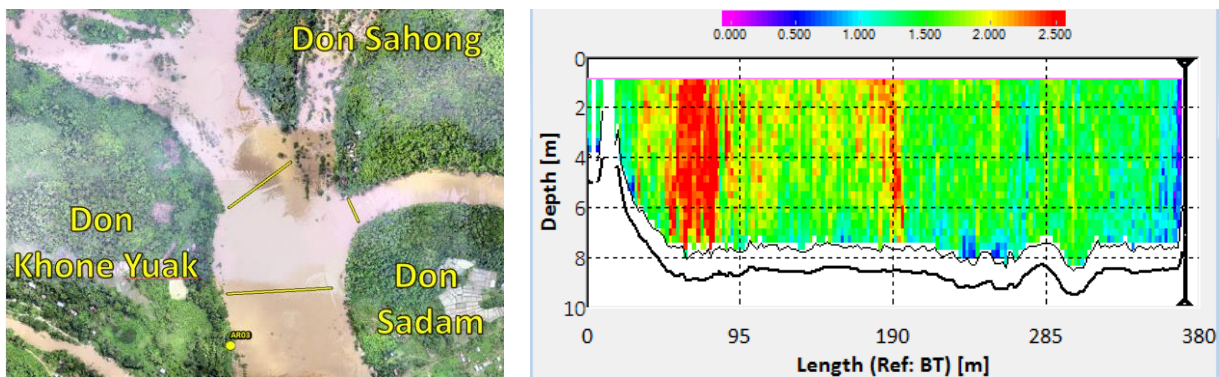 Don Sahong
Don
Khone Yuak
Don
Sadam
AR03
0.000 0.500 1.000 1.500 2.000 2.500
0
2
4
6
8
10
Depth [m]
0 95 190 285 380
Length (Ref: BT) [m]